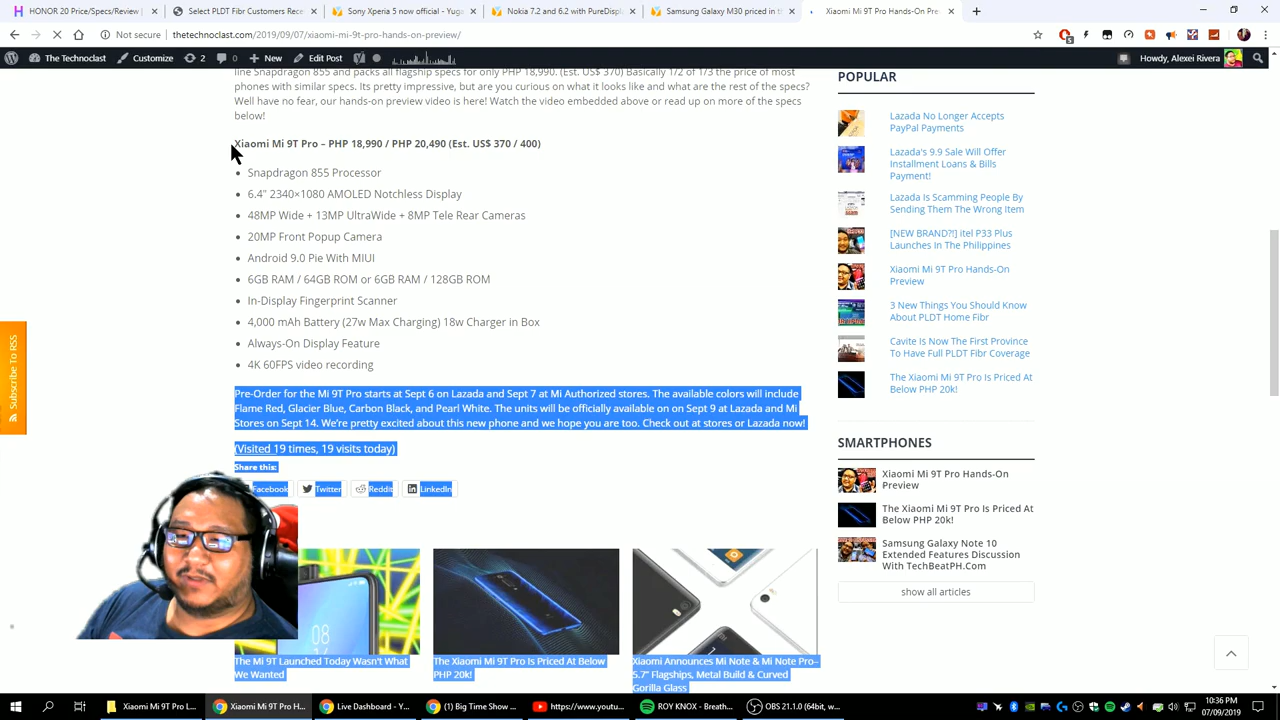 HONOR 20 Price/Specs/Review - M
Select PLDT Customers Received
Sony Xperia 5 now official - Yuga
Nokia 7.2 and 6.2 with PureDispl
Samsung Galaxy M30 priced in t
Xiaomi Mi 9T Pro Hands-On Pre
Not secure
thetechnoclast.com/2019/09/07/xiaomi-mi-9t-pro-hands-on-preview/
5
The Technoclast
Customize
2
0
New
Edit Post
Howdy, Alexei Rivera
line Snapdragon 855 and packs all flagship specs for only PHP 18,990. (Est. US$ 370) Basically 1/2 of 1/3 the price of most
phones with similar specs. Its pretty impressive, but are you curious on what it looks like and what are the rest of the specs?
Well have no fear, our hands-on preview video is here! Watch the video embedded above or read up on more of the specs
below!
Xiaomi Mi 9T Pro – PHP 18,990 / PHP 20,490 (Est. US$ 370 / 400)
Snapdragon 855 Processor
6.4" 2340×1080 AMOLED Notchless Display
48MP Wide + 13MP UltraWide + 8MP Tele Rear Cameras
20MP Front Popup Camera
Android 9.0 Pie With MIUI
6GB RAM / 64GB ROM or 6GB RAM / 128GB ROM
In-Display Fingerprint Scanner
4,000 mAh Battery (27w Max Charging) 18w Charger in Box
Always-On Display Feature
4K 60FPS video recording
Pre-Order for the Mi 9T Pro starts at Sept 6 on Lazada and Sept 7 at Mi Authorized stores. The available colors will include
Flame Red, Glacier Blue, Carbon Black, and Pearl White. The units will be officially available on on Sept 9 at Lazada and Mi
Stores on Sept 14. We're pretty excited about this new phone and we hope you are too. Check out at stores or Lazada now!
(Visited 19 times, 19 visits today)
Share this:
Facebook
Twitter
Reddit
LinkedIn
08
14
The Mi 9T Launched Today Wasn't What
We Wanted
The Xiaomi Mi 9T Pro Is Priced At Below
PHP 20k!
Xiaomi Announces Mi Note & Mi Note Pro–
5.7" Flagships, Metal Build & Curved
Gorilla Glass
Subscribe To RSS
POPULAR
Lazada No Longer Accepts
PayPal Payments
Lazada's 9.9 Sale Will Offer
Installment Loans & Bills
Payment!
Lazada Is Scamming People By
Sending Them The Wrong Item
[NEW BRAND?!] itel P33 Plus
Launches In The Philippines
Xiaomi Mi 9T Pro Hands-On
Preview
3 New Things You Should Know
About PLDT Home Fibr
Cavite Is Now The First Province
To Have Full PLDT Fibr Coverage
The Xiaomi Mi 9T Pro Is Priced At
Below PHP 20k!
SMARTPHONES
Xiaomi Mi 9T Pro Hands-On
Preview
The Xiaomi Mi 9T Pro Is Priced At
Below PHP 20k!
Samsung Galaxy Note 10
Extended Features Discussion
With TechBeatPH.Com
show all articles
Xiaomi Mi 9T Pro L...
Xiaomi Mi 9T Pro H...
Live Dashboard - Y...
(1) Big Time Show ...
https://www.youtu...
ROY KNOX - Breath...
OBS 21.1.0 (64bit, w...
10:36 PM
07/09/2019